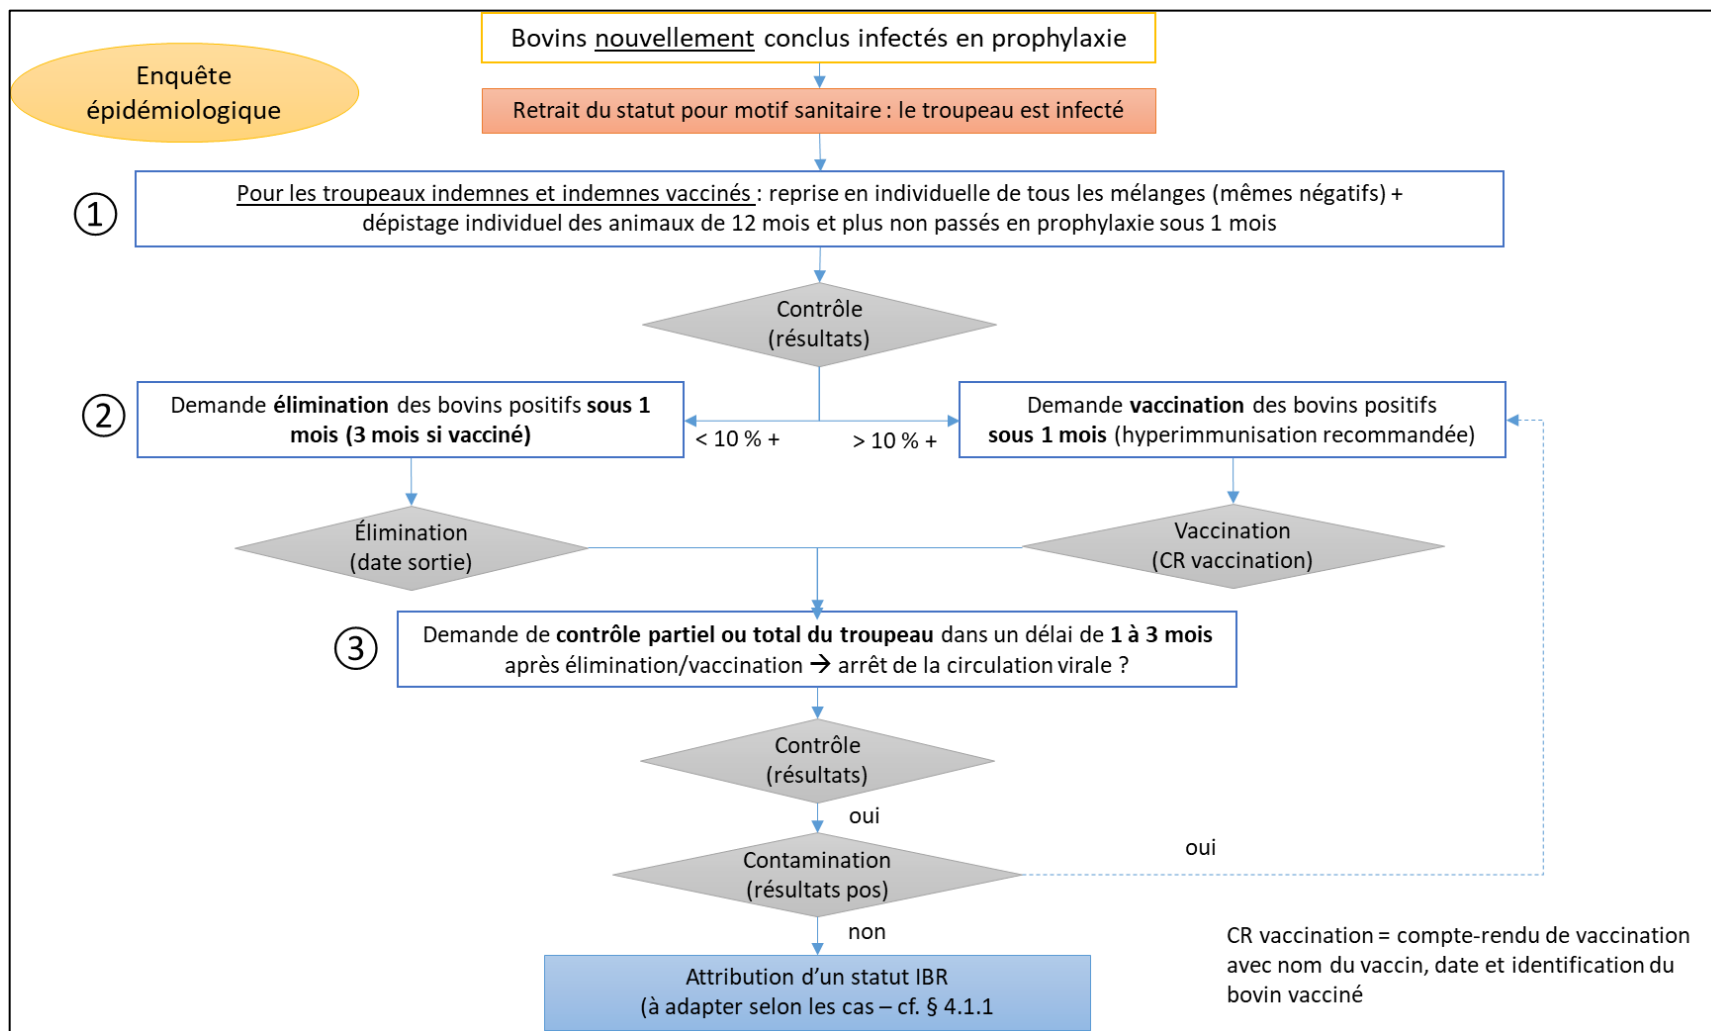 Bovins nouvellement conclus infectés en prophylaxie
Enquête
épidémiologique
Retrait du statut pour motif sanitaire : le troupeau est infecté
①
Pour les troupeaux indemnes et indemnes vaccinés : reprise en individuelle de tous les mélanges (mêmes négatifs) +
dépistage individuel des animaux de 12 mois et plus non passés en prophylaxie sous 1 mois
Contrôle
(résultats)
②
Demande élimination des bovins positifs sous 1
mois (3 mois si vacciné)
< 10 % +
> 10 % +
Demande vaccination des bovins positifs
sous 1 mois (hyperimmunisation recommandée)
Élimination
(date sortie)
Vaccination
(CR vaccination)
③
Demande de contrôle partiel ou total du troupeau dans un délai de 1 à 3 mois
après élimination/vaccination → arrêt de la circulation virale ?
Contrôle
(résultats)
oui
Contamination
(résultats pos)
oui
non
Attribution d’un statut IBR
(à adapter selon les cas – cf. § 4.1.1
CR vaccination = compte-rendu de vaccination
avec nom du vaccin, date et identification du
bovin vacciné